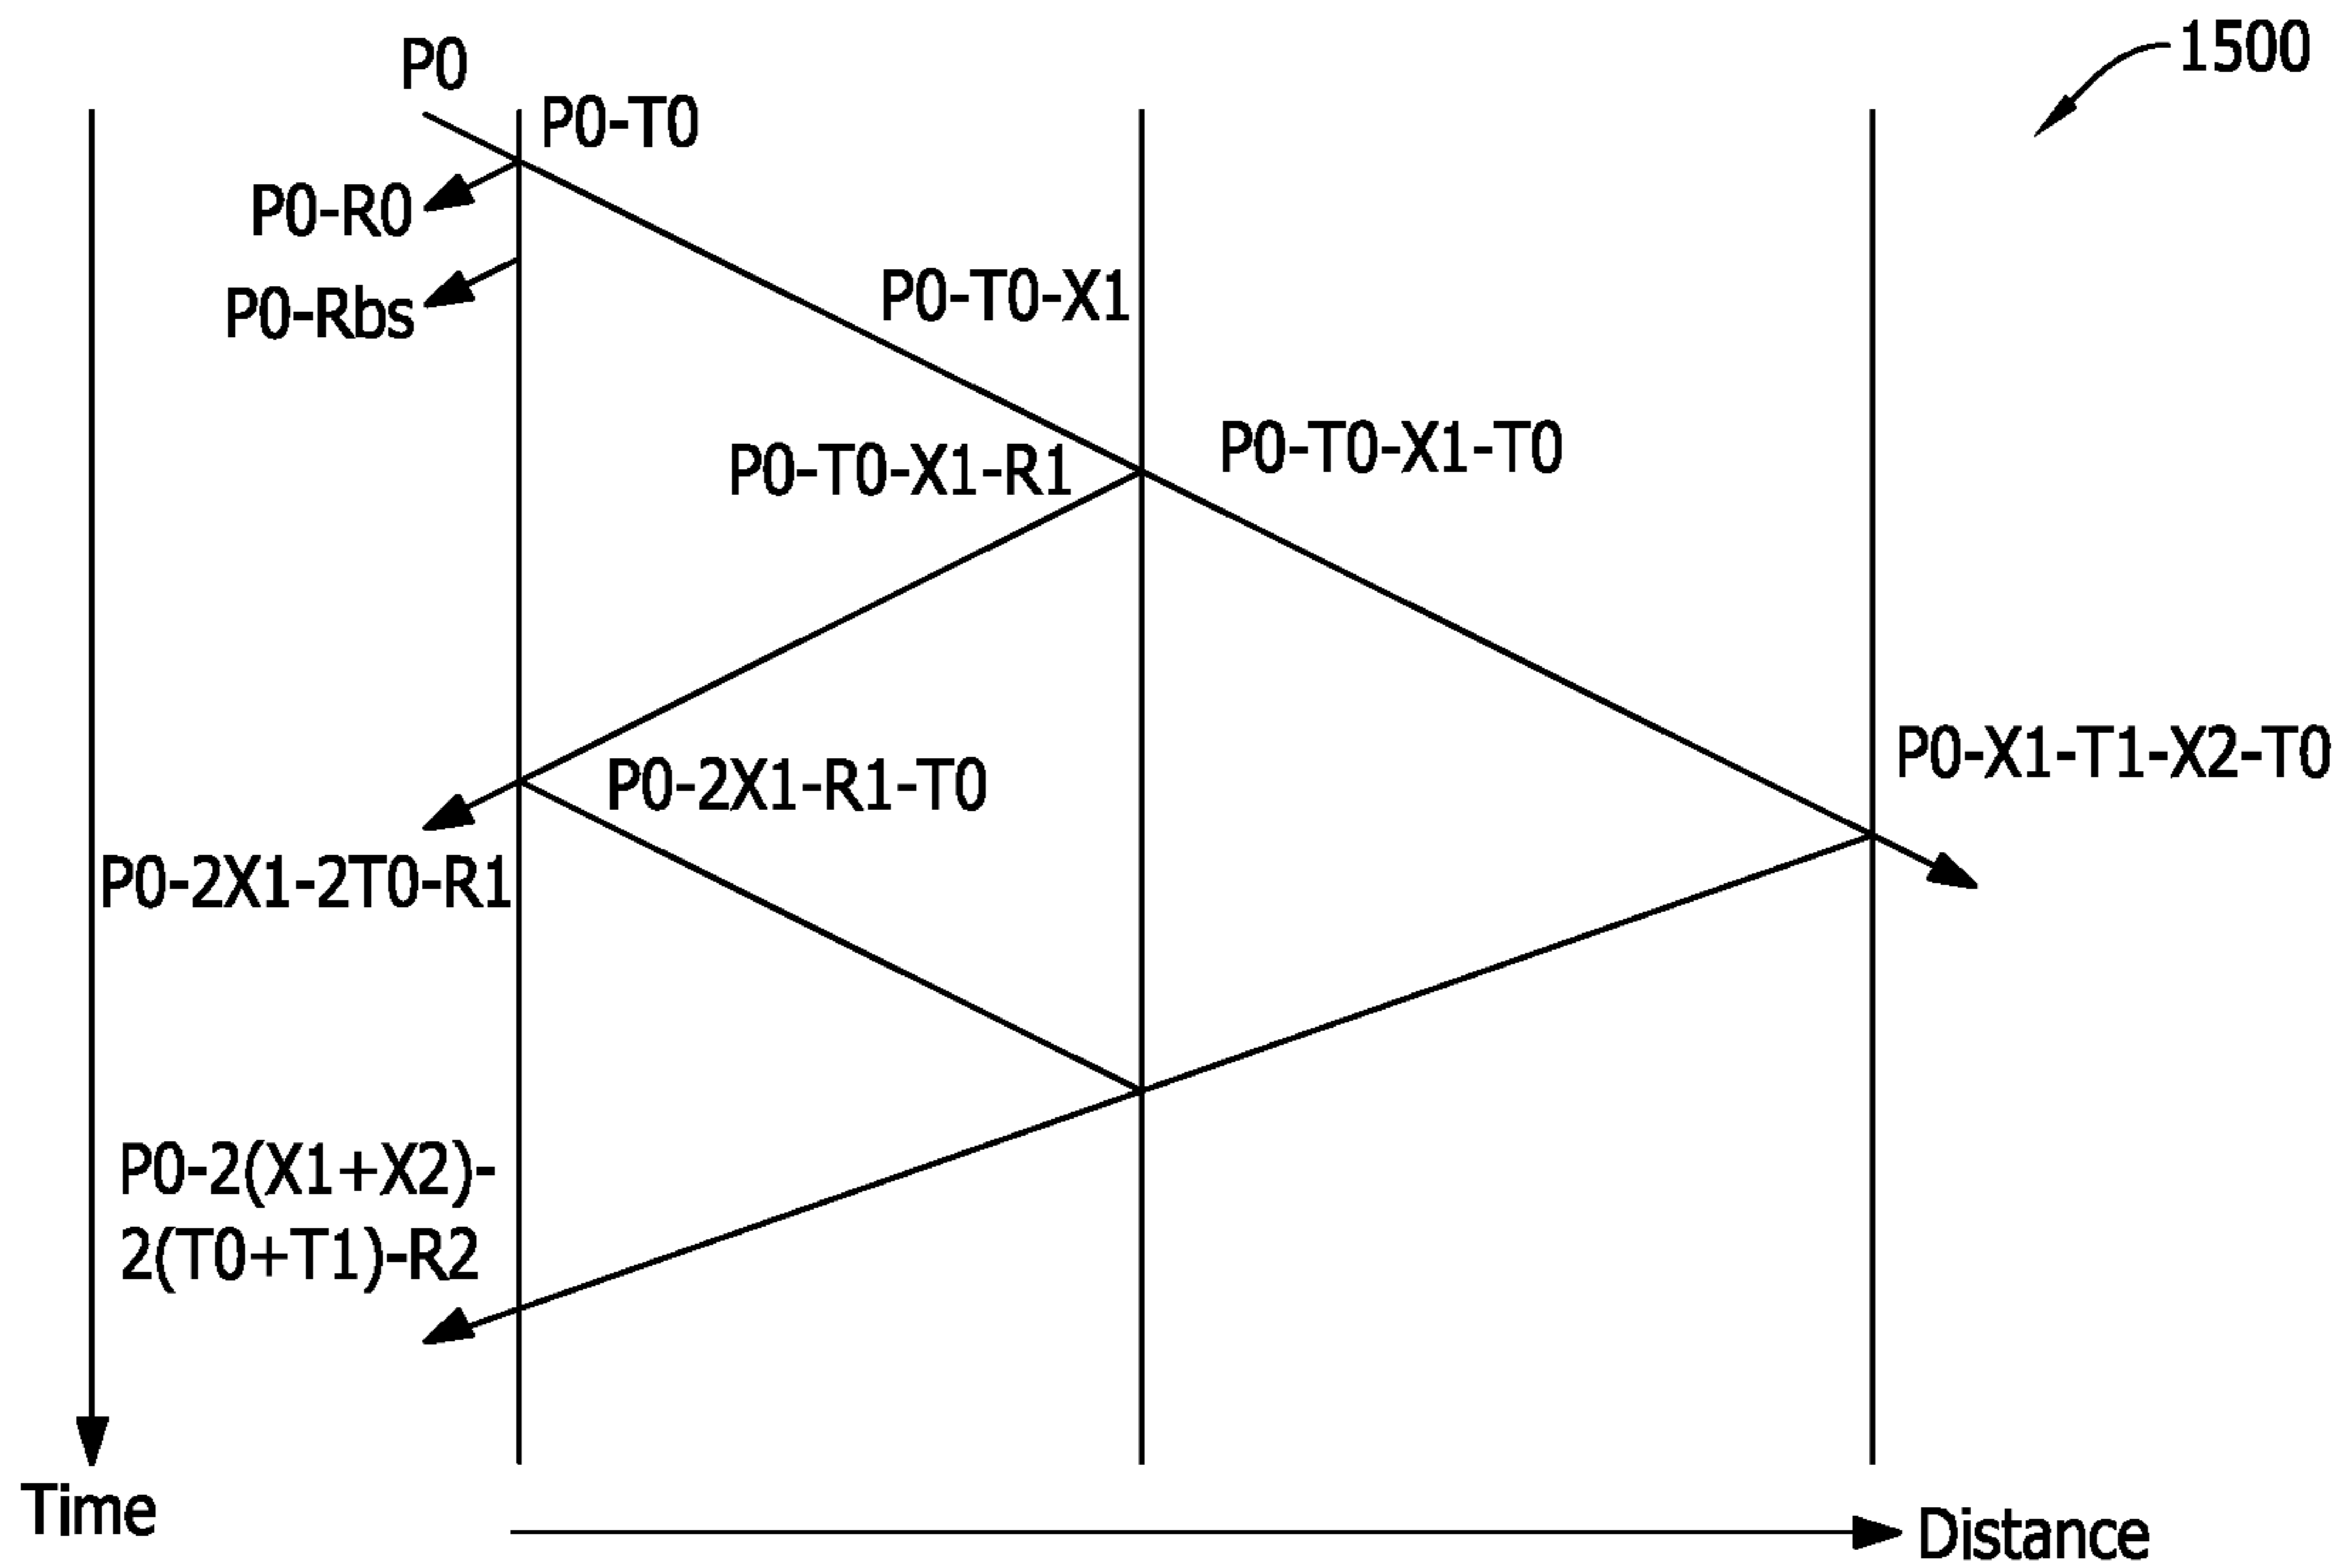 P0
1500
P0-T0
P0-R0
P0-Rbs
P0-T0-X1
P0-T0-X1-R1
P0-T0-X1-T0
P0-X1-T1-X2-T0
P0-2X1-R1-T0
P0-2X1-2T0-R1
P0-2(X1+X2)-
2(T0+T1)-R2
Time
Distance